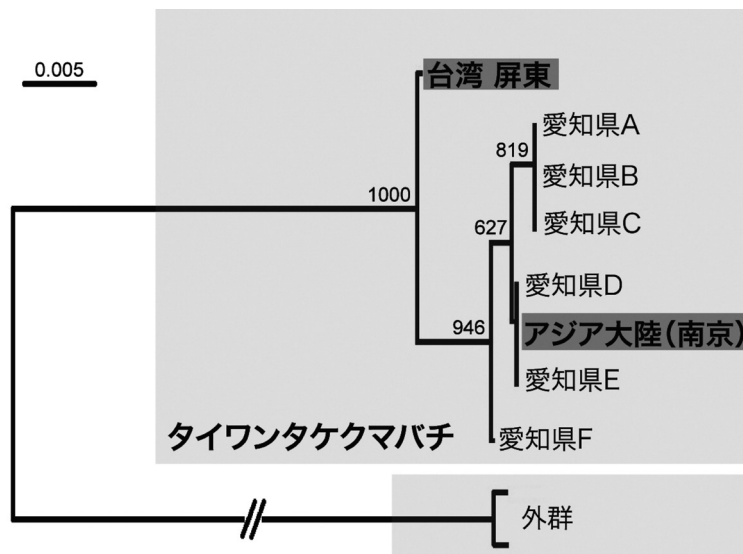 0.005
台湾 屏東
愛知県A
819
愛知県B
1000
愛知県C
627
愛知県D
946
アジア大陸(南京)
愛知県E
タイワンタケクマバチ
愛知県F
外群